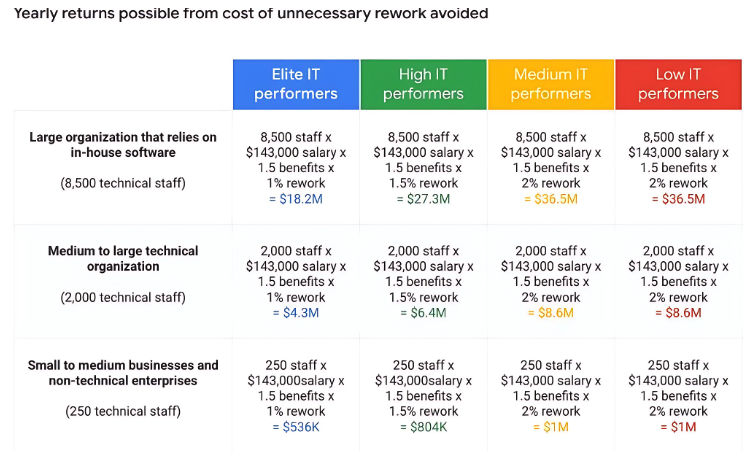 Yearly returns possible from cost of unnecessary rework avoided
Elite IT
performers
High IT
performers
Medium IT
performers
Low IT
performers
Large organization that relies on
in-house software
(8,500 technical staff)
8,500 staff x
$143,000 salary x
1.5 benefits x
1% rework
= $18.2M
8,500 staff x
$143,000 salary x
1.5 benefits x
1.5% rework
= $27.3M
8,500 staff x
$143,000 salary x
1.5 benefits x
2% rework
= $36.5M
8,500 staff x
$143,000 salary x
1.5 benefits x
2% rework
= $36.5M
Medium to large technical
organization
(2,000 technical staff)
2,000 staff x
$143,000 salary x
1.5 benefits x
1% rework
= $4.3M
2,000 staff x
$143,000 salary x
1.5 benefits x
1.5% rework
= $6.4M
2,000 staff x
$143,000 salary x
1.5 benefits x
2% rework
= $8.6M
2,000 staff x
$143,000 salary x
1.5 benefits x
2% rework
= $8.6M
Small to medium businesses and
non-technical enterprises
(250 technical staff)
250 staff x
$143,000salary x
1.5 benefits x
1% rework
= $536K
250 staff x
$143,000salary x
1.5 benefits x
1.5% rework
= $804K
250 staff x
$143,000 salary x
1.5 benefits x
2% rework
= $1M
250 staff x
$143,000 salary x
1.5 benefits x
2% rework
= $1M